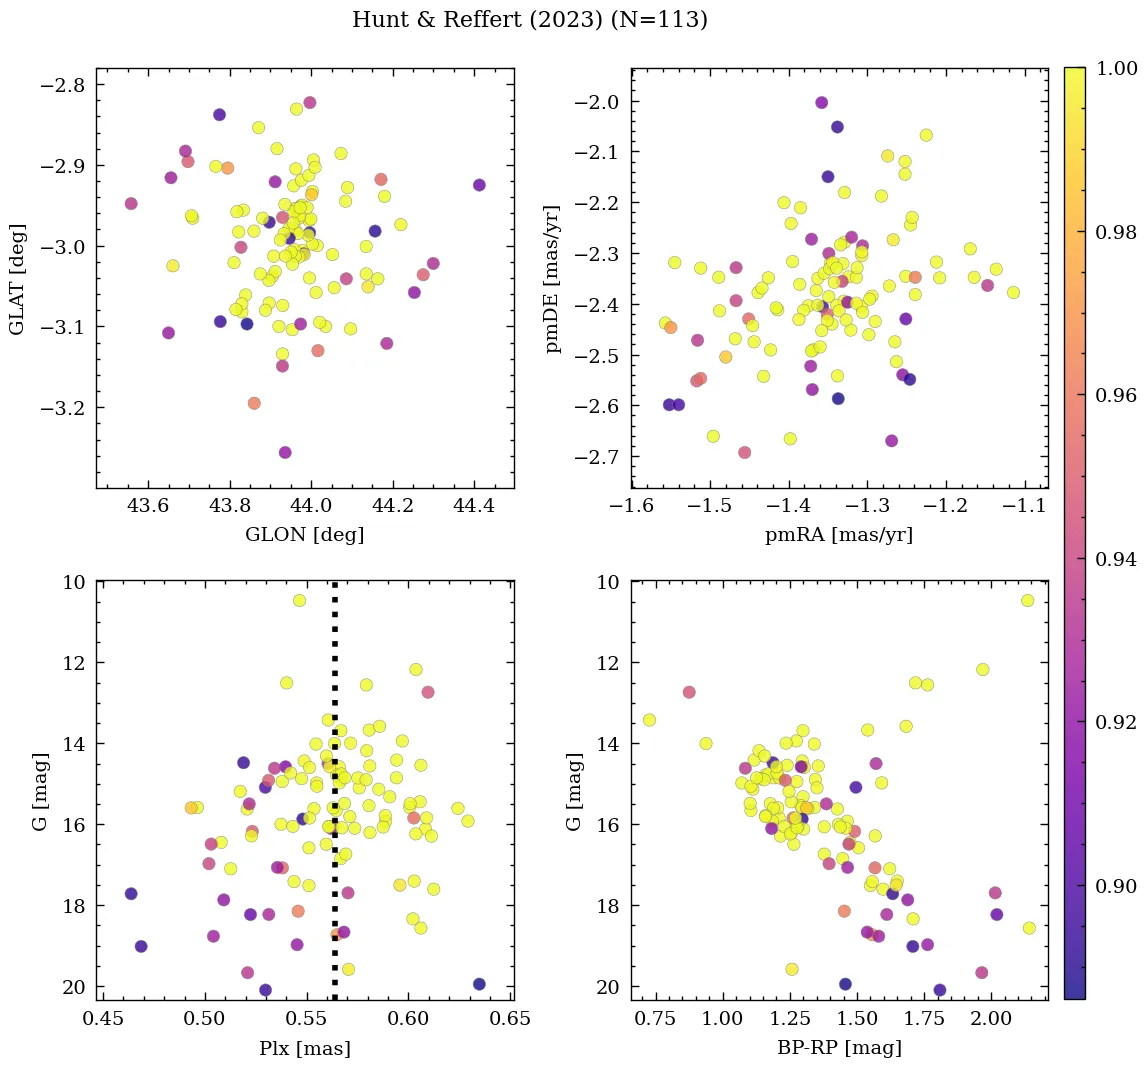 Hunt & Reffert (2023) (N=113)
−2.8
−2.9
−3.0
−3.1
−3.2
GLAT [deg]
43.6 43.8 44.0 44.2 44.4
GLON [deg]
−2.0
−2.1
−2.2
−2.3
−2.4
−2.5
−2.6
−2.7
pmDE [mas/yr]
−1.6 −1.5 −1.4 −1.3 −1.2 −1.1
pmRA [mas/yr]
10
12
14
16
18
20
G [mag]
0.45 0.50 0.55 0.60 0.65
Plx [mas]
10
12
14
16
18
20
G [mag]
0.75 1.00 1.25 1.50 1.75 2.00
BP-RP [mag]
1.00
0.98
0.96
0.94
0.92
0.90